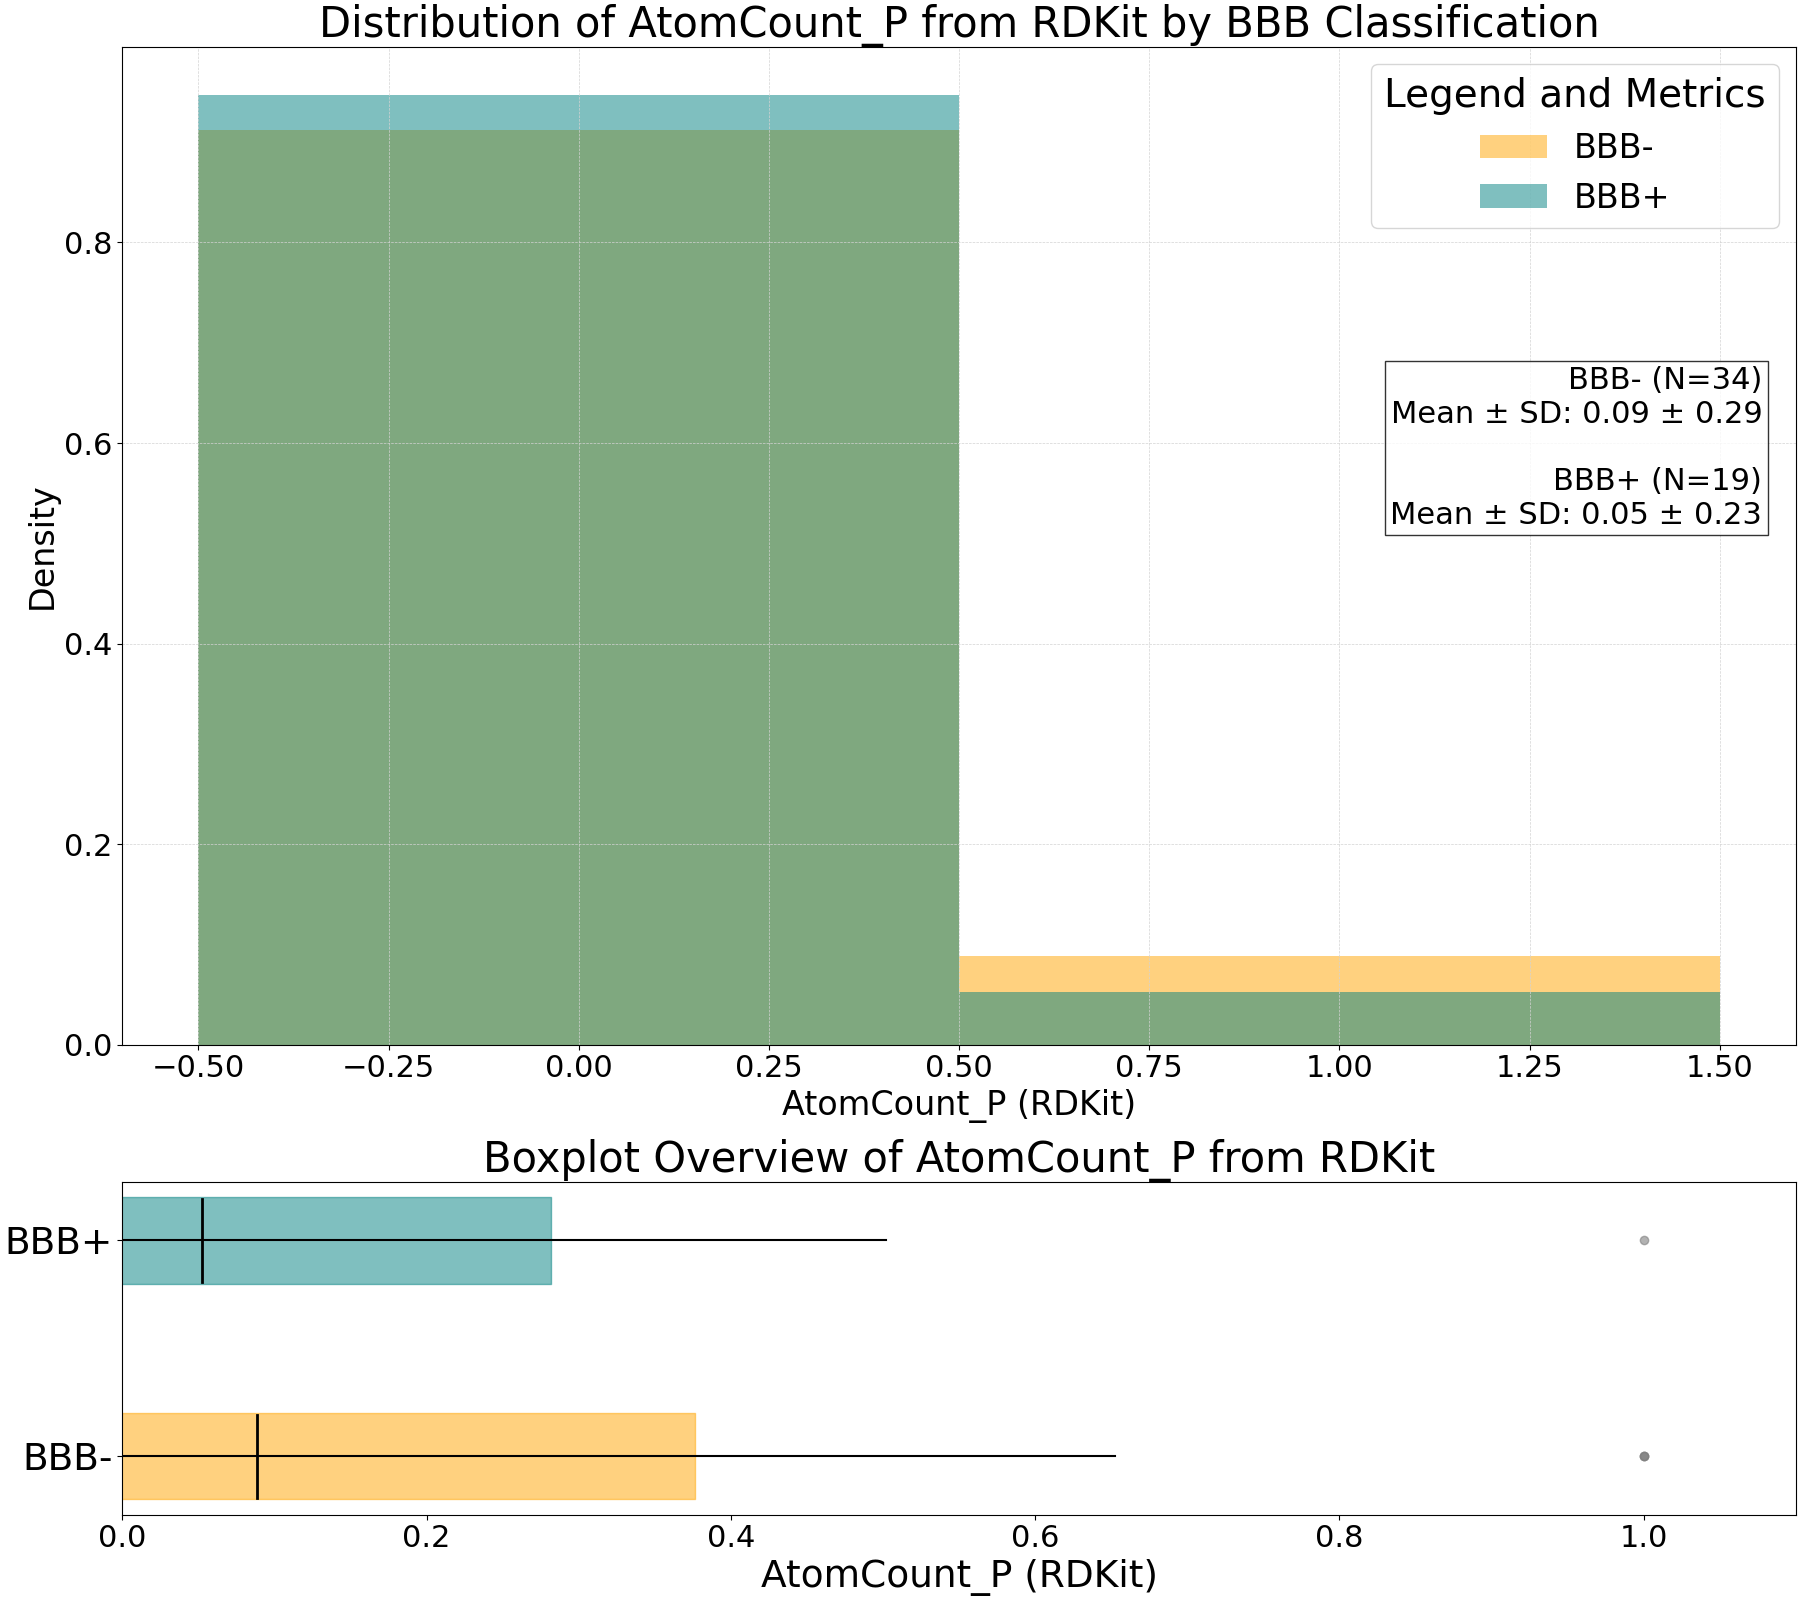 Distribution of AtomCount_P from RDKit by BBB Classification
Legend and Metrics
BBB-
BBB+
BBB- (N=34)
Mean ± SD: 0.09 ± 0.29
BBB+ (N=19)
Mean ± SD: 0.05 ± 0.23
Density
0.8
0.6
0.4
0.2
0.0
−0.50 −0.25 0.00 0.25 0.50 0.75 1.00 1.25 1.50
AtomCount_P (RDKit)
Boxplot Overview of AtomCount_P from RDKit
BBB+
BBB-
0.0 0.2 0.4 0.6 0.8 1.0
AtomCount_P (RDKit)